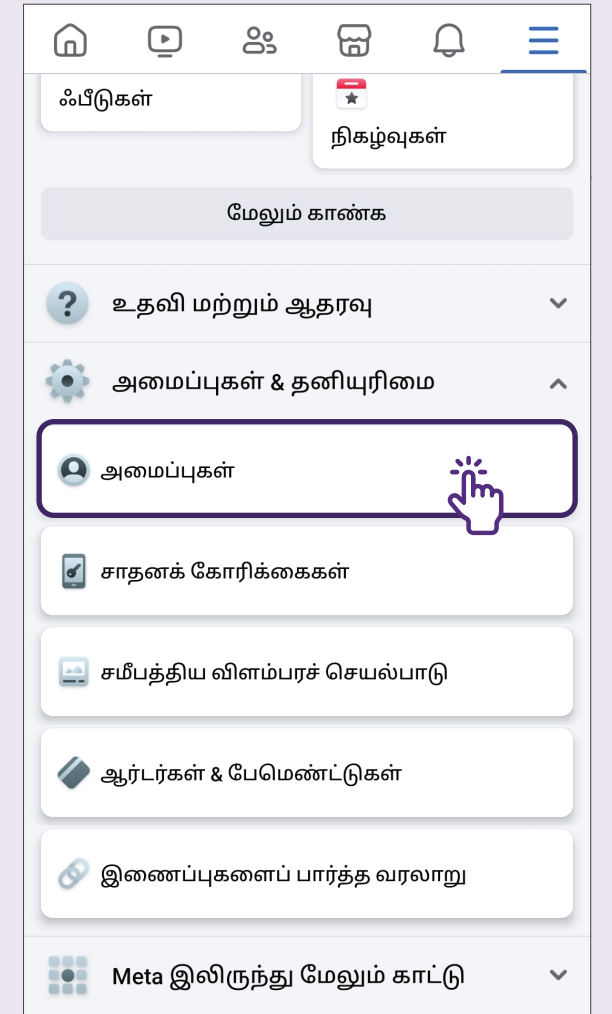 ஃபீடுகள்
நிகழ்வுகள்
மேலும் காண்க
உதவி மற்றும் ஆதரவு
அமைப்புகள் & தனியுரிமை
அமைப்புகள்
சாதனக் கோரிக்கைகள்
சமீபத்திய விளம்பரச் செயல்பாடு
ஆர்டர்கள் & பேமெண்ட்டுகள்
இணைப்புகளைப் பார்த்த வரலாறு
Meta இலிருந்து மேலும் காட்டு